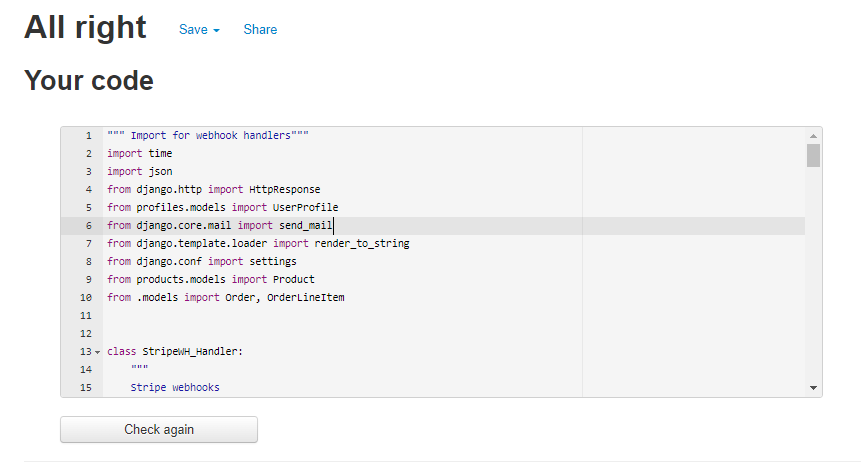 All right Save Share
Your code
1 """ Import for webhook handlers"""
2 import time
3 import json
4 from django.http import HttpResponse
5 from profiles.models import UserProfile
6 from django.core.mail import send_mail
7 from django.template.loader import render_to_string
8 from django.conf import settings
9 from products.models import Product
10 from .models import Order, OrderLineItem
11
12
13 class StripeWH_Handler:
14 """
15 Stripe webhooks
Check again